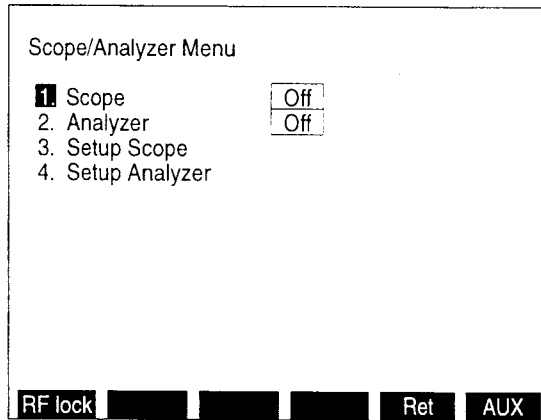 Scope/Analyzer Menu
1. Scope Off
2. Analyzer Off
3. Setup Scope
4. Setup Analyzer
RF lock Ret AUX